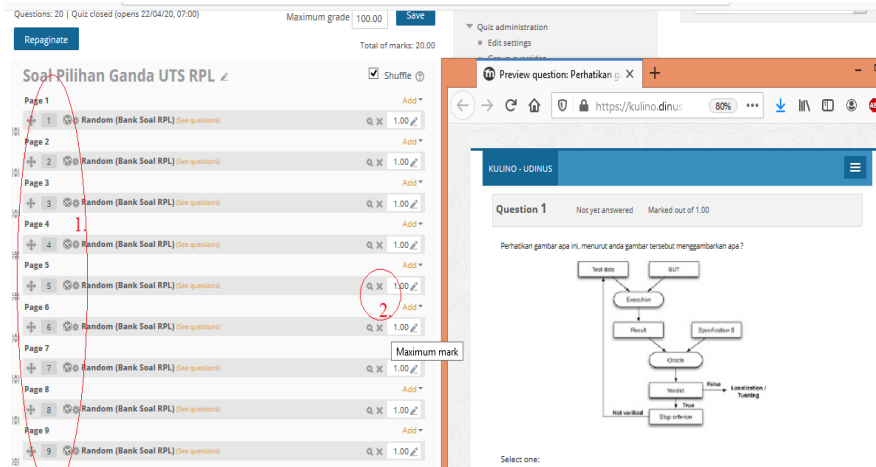 Questions: 20 | Quiz closed (opens 22/04/20, 07:00)
Maximum grade 100.00 Save
Repaginate
Total of marks: 20.00
Soal Pilihan Ganda UTS RPL
Shuffle
Page 1
Add
1 Random (Bank Soal RPL) (See questions) 1.00
Page 2
Add
2 Random (Bank Soal RPL) (See questions) 1.00
Page 3
Add
3 Random (Bank Soal RPL) (See questions) 1.00
Page 4
1.
Add
4 Random (Bank Soal RPL) (See questions) 1.00
Page 5
Add
5 Random (Bank Soal RPL) (See questions) 1.00
Page 6
2.
Add
6 Random (Bank Soal RPL) (See questions) 1.00
Page 7
Maximum mark
7 Random (Bank Soal RPL) (See questions) 1.00
Page 8
Add
8 Random (Bank Soal RPL) (See questions) 1.00
Page 9
Add
9 Random (Bank Soal RPL) (See questions) 1.00
Quiz administration
Edit settings
Preview question: Perhatikan
https://kulino.dinus
80%
KULINO - UDINUS
Question 1 Not yet answered Marked out of 1.00
Perhatikan gambar apa ini, menurut anda gambar tersebut menggambarkan apa ?
Test data
SUT
Execution
Result
Specification S
Oracle
Verdict
False
Localization /
Tunning
True
Not verified
Stop criterion
Select one: